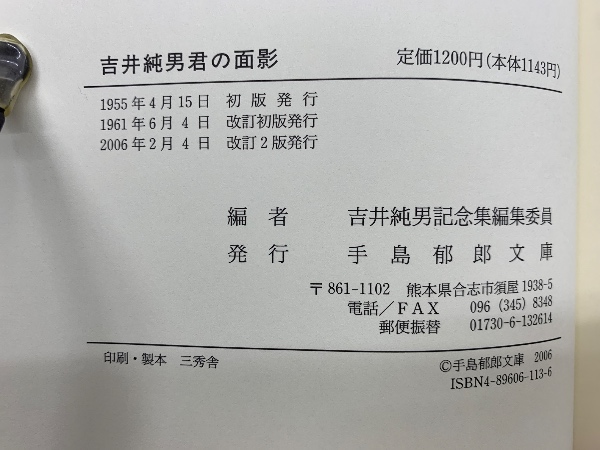 吉井純男君の面影 定価1200円(本体1143円)
1955年4月15日 初版発行
1961年6月4日 改訂初版発行
2006年2月4日 改訂2版発行
編者 吉井純男記念集編集委員
発行 手島郁郎文庫
〒861-1102 熊本県合志市須屋1938-5
電話/FAX 096 (345) 8348
郵便振替 01730-6-132614
印刷・製本 三秀舎
©手島郁郎文庫 2006
ISBN4-89606-113-6